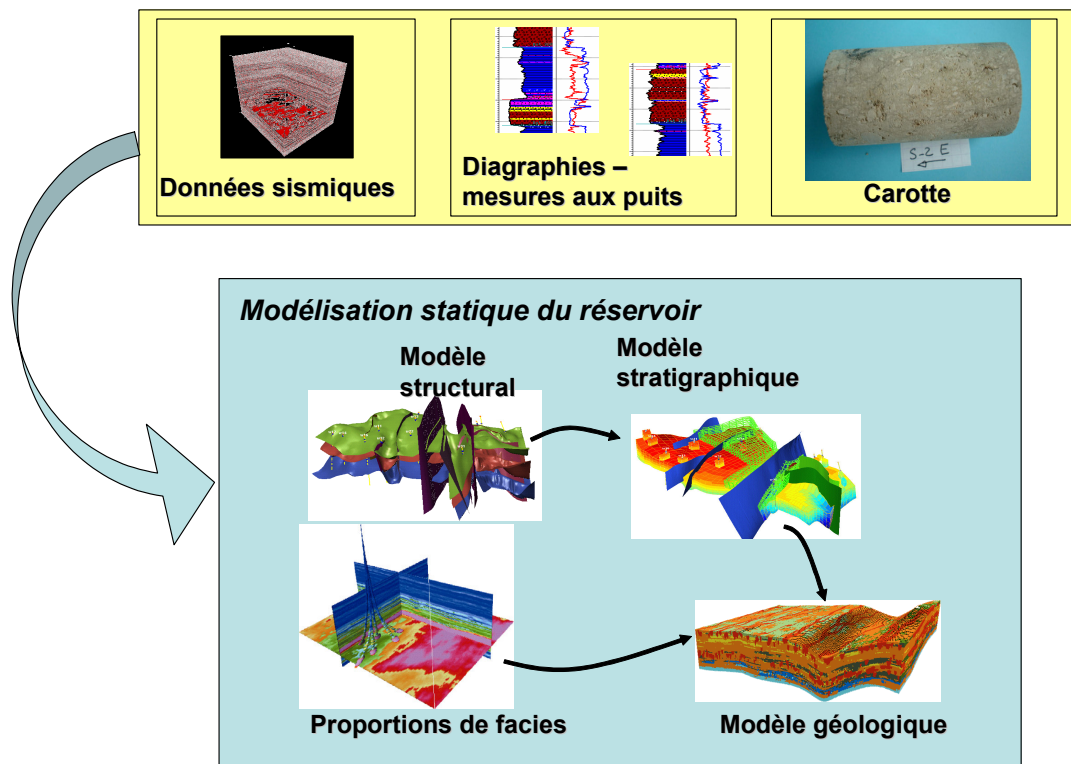 Données sismiques
Diagraphies –
mesures aux puits
S-2 E
Carotte
Modélisation statique du réservoir
Modèle
structural
Modèle
stratigraphique
Proportions de facies
Modèle géologique